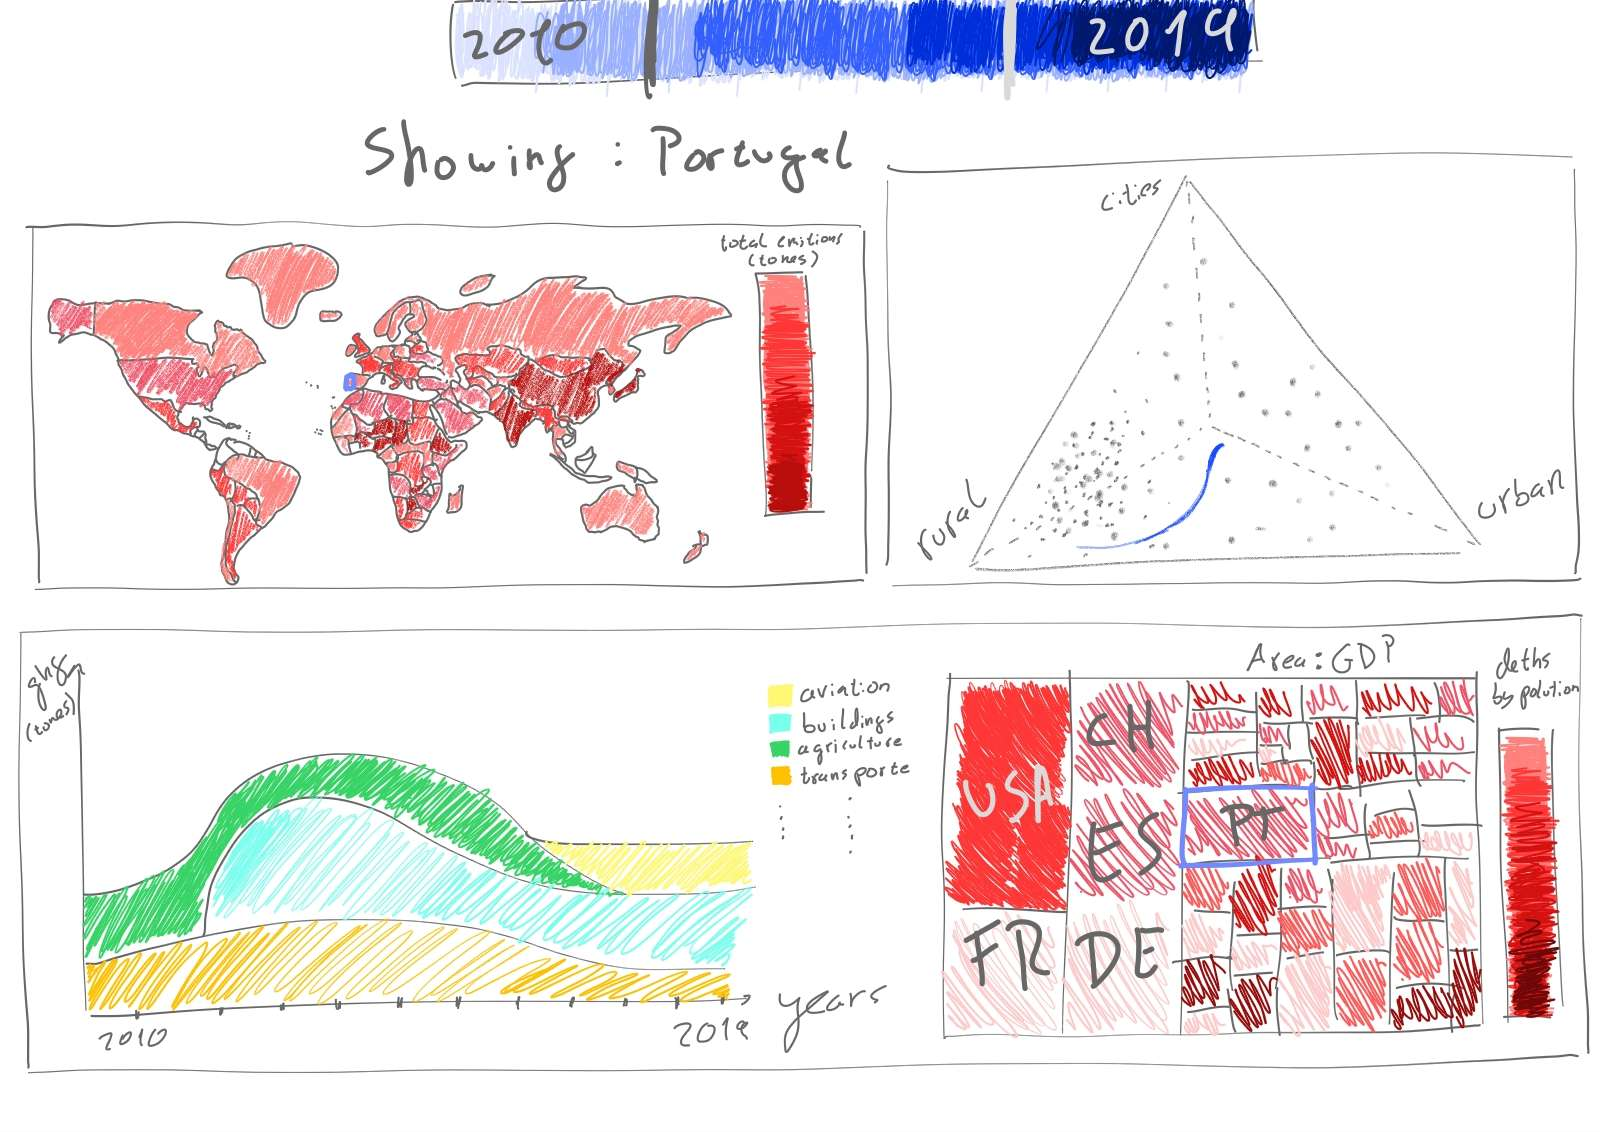 2010
2019
Showing : Portugal
total emitions
(tones)
cities
rural
urban
ghg
(tones)
2010
2019
years
aviation
buildings
agriculture
transporte
Area: GDP
USA
CH
ES
PT
FR
DE
deths
by polution